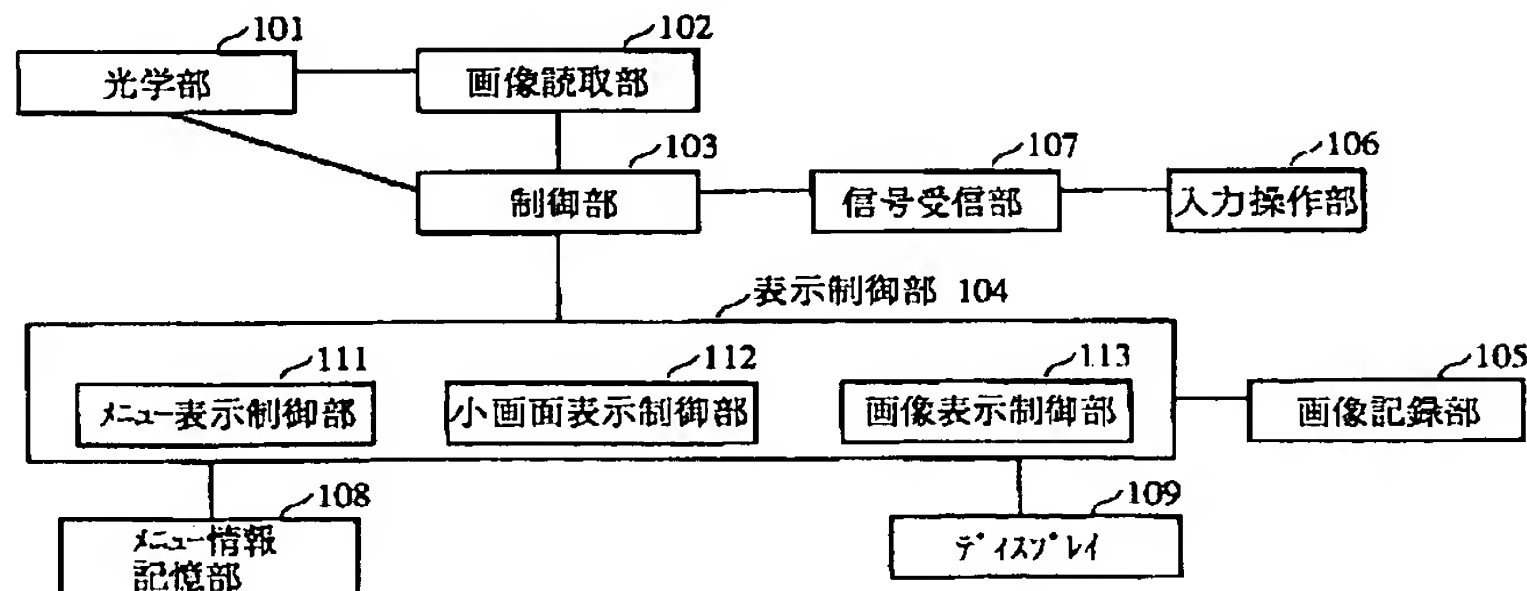 101
光学部
102
画像読取部
103
制御部
107
信号受信部
106
入力操作部
表示制御部 104
111
メニュー表示制御部
112
小画面表示制御部
113
画像表示制御部
105
画像記録部
108
メニュー情報
記憶部
109
ディスプレイ